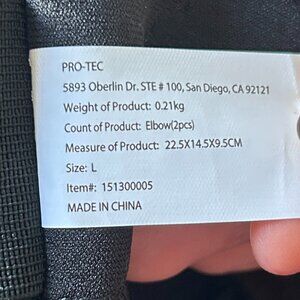 PRO-TEC
5893 Oberlin Dr. STE # 100, San Diego, CA 92121
Weight of Product: 0.21kg
Count of Product: Elbow(2pcs)
Measure of Product: 22.5X14.5X9.5CM
Size: L
Item#: 151300005
MADE IN CHINA